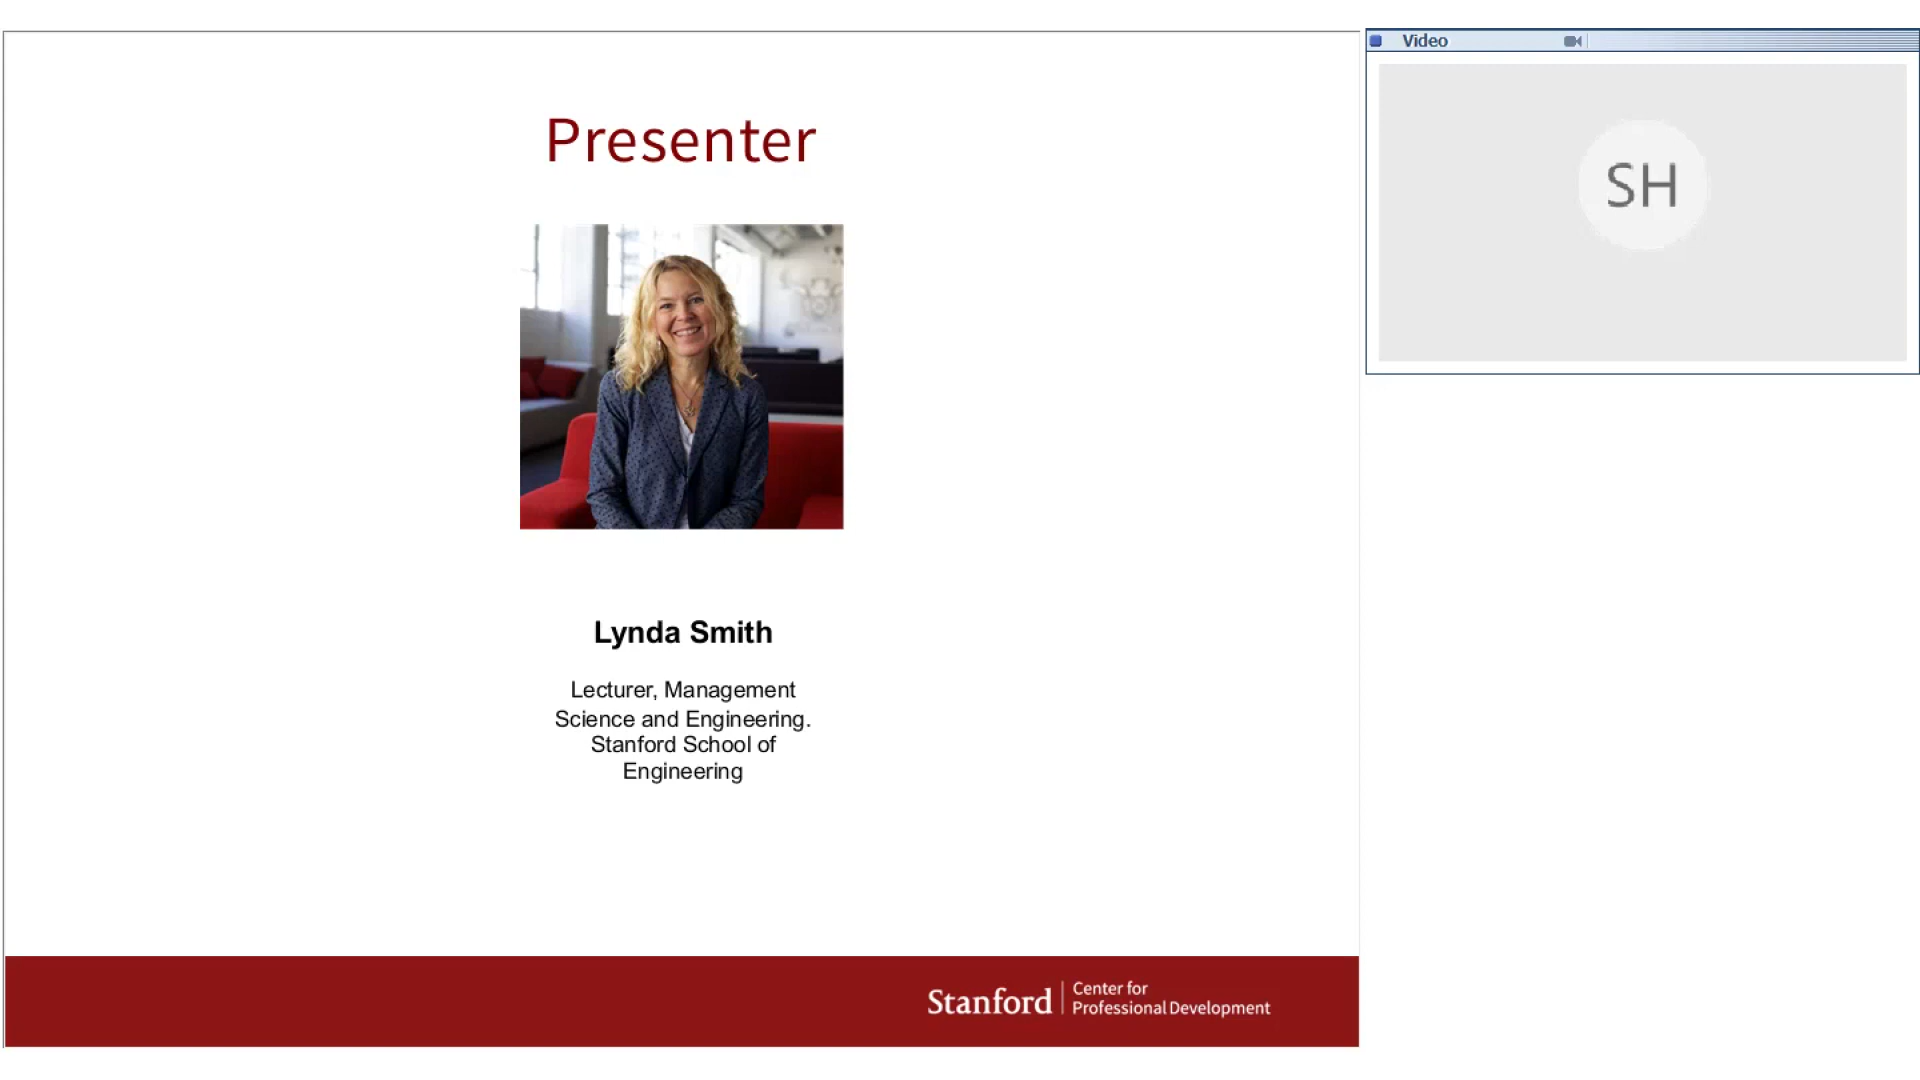 Presenter
Lynda Smith
Lecturer, Management
Science and Engineering.
Stanford School of
Engineering
Stanford
Center for
Professional Development
Video
SH